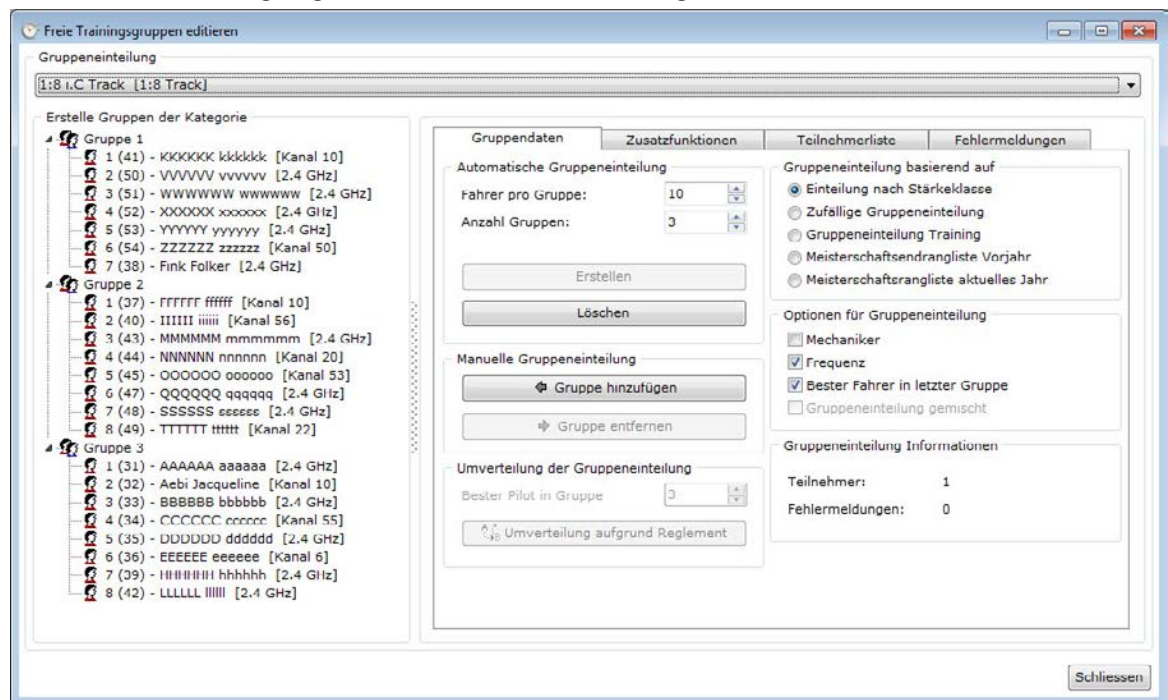 Freie Trainingsgruppen editieren
Gruppeneinteilung
1:8 I.C Track [1:8 Track]
Erstelle Gruppen der Kategorie
Gruppe 1
1 (41) - KKKKKK kkkkkk [Kanal 10]
2 (50) - VVVVVV vvvvvv [2.4 GHz]
3 (51) - WWWWWW wwwwww [2.4 GHz]
4 (52) - XXXXXX xxxxxx [2.4 GHz]
5 (53) - YYYYYY yyyyyy [2.4 GHz]
6 (54) - ZZZZZZ zzzzzz [Kanal 50]
7 (38) - Fink Folker [2.4 GHz]
Gruppe 2
1 (37) - FFFFFF ffffff [Kanal 10]
2 (40) - IIIIII iiiiii [Kanal 56]
3 (43) - MMMMMM mmmmmm [2.4 GHz]
4 (44) - NNNNNN nnnnnn [Kanal 20]
5 (45) - OOOOOO oooooo [Kanal 53]
6 (47) - QQQQQQ qqqqqq [2.4 GHz]
7 (48) - SSSSSS ssssss [2.4 GHz]
8 (49) - TTTTTT tttttt [Kanal 22]
Gruppe 3
1 (31) - AAAAAA aaaaaa [2.4 GHz]
2 (32) - Aebi Jacqueline [Kanal 10]
3 (33) - BBBBBB bbbbbb [2.4 GHz]
4 (34) - CCCCCC cccccc [Kanal 55]
5 (35) - DDDDDD dddddd [2.4 GHz]
6 (36) - EEEEEE eeeeee [Kanal 6]
7 (39) - HHHHHH hhhhhh [2.4 GHz]
8 (42) - LLLLLL llllll [2.4 GHz]
Gruppendaten
Zusatzfunktionen
Teilnehmerliste
Fehlermeldungen
Automatische Gruppeneinteilung
Fahrer pro Gruppe: 10
Anzahl Gruppen: 3
Erstellen
Löschen
Manuelle Gruppeneinteilung
Gruppe hinzufügen
Gruppe entfernen
Umverteilung der Gruppeneinteilung
Bester Pilot in Gruppe 3
Umverteilung aufgrund Reglement
Gruppeneinteilung basierend auf
Einteilung nach Stärkeklasse
Zufällige Gruppeneinteilung
Gruppeneinteilung Training
Meisterschaftsendrangliste Vorjahr
Meisterschaftsrangliste aktuelles Jahr
Optionen für Gruppeneinteilung
Mechaniker
Frequenz
Bester Fahrer in letzter Gruppe
Gruppeneinteilung gemischt
Gruppeneinteilung Informationen
Teilnehmer: 1
Fehlermeldungen: 0
Schliessen